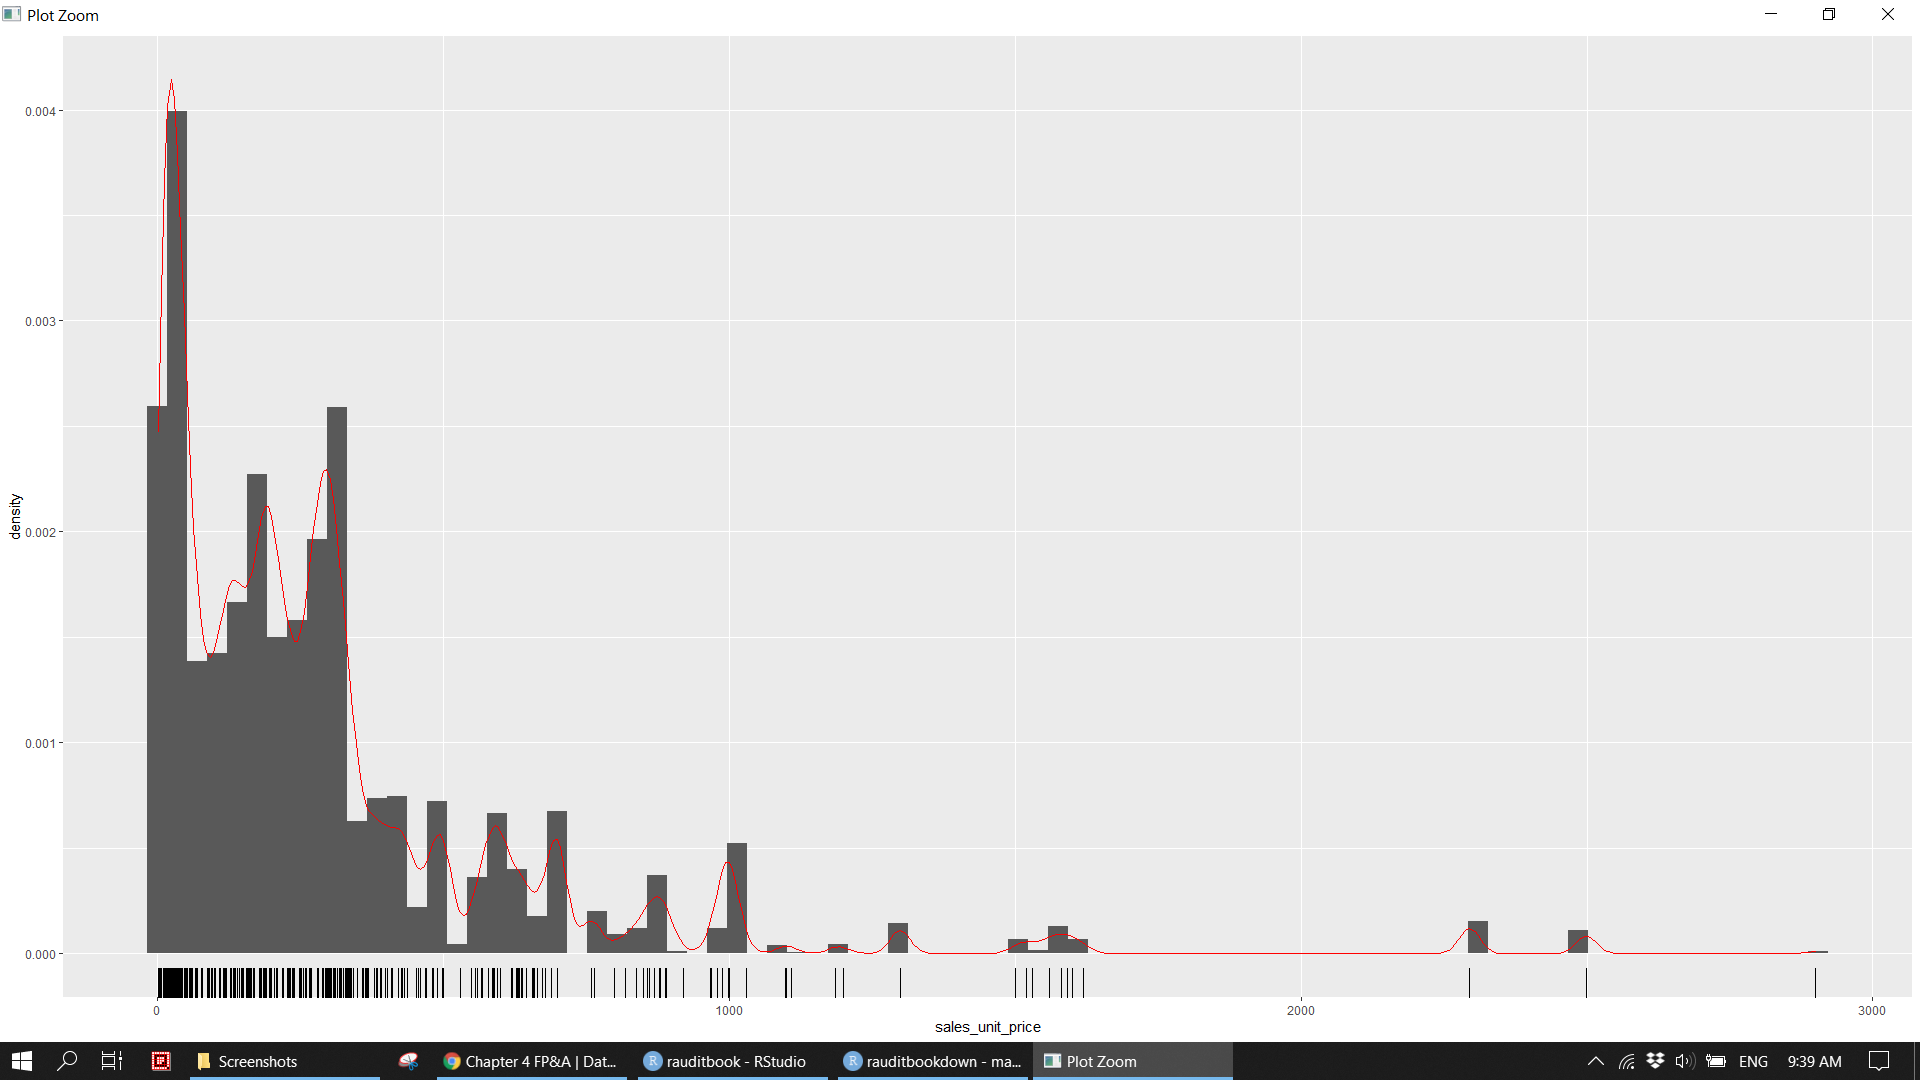 Plot Zoom
0.004
0.003
density
0.002
0.001
0.000
0
1000
2000
3000
sales_unit_price
Screenshots
Chapter 4 FP&A | Dat...
rauditbook - RStudio
rauditbookdown - ma...
Plot Zoom
ENG
9:39 AM